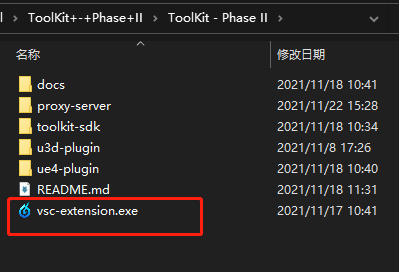 ToolKit+-+Phase+II > ToolKit - Phase II >
名称 修改日期
docs 2021/11/18 10:41
proxy-server 2021/11/22 15:28
toolkit-sdk 2021/11/18 10:34
u3d-plugin 2021/11/8 17:26
ue4-plugin 2021/11/18 10:40
README.md 2021/11/18 11:31
vsc-extension.exe 2021/11/17 10:41